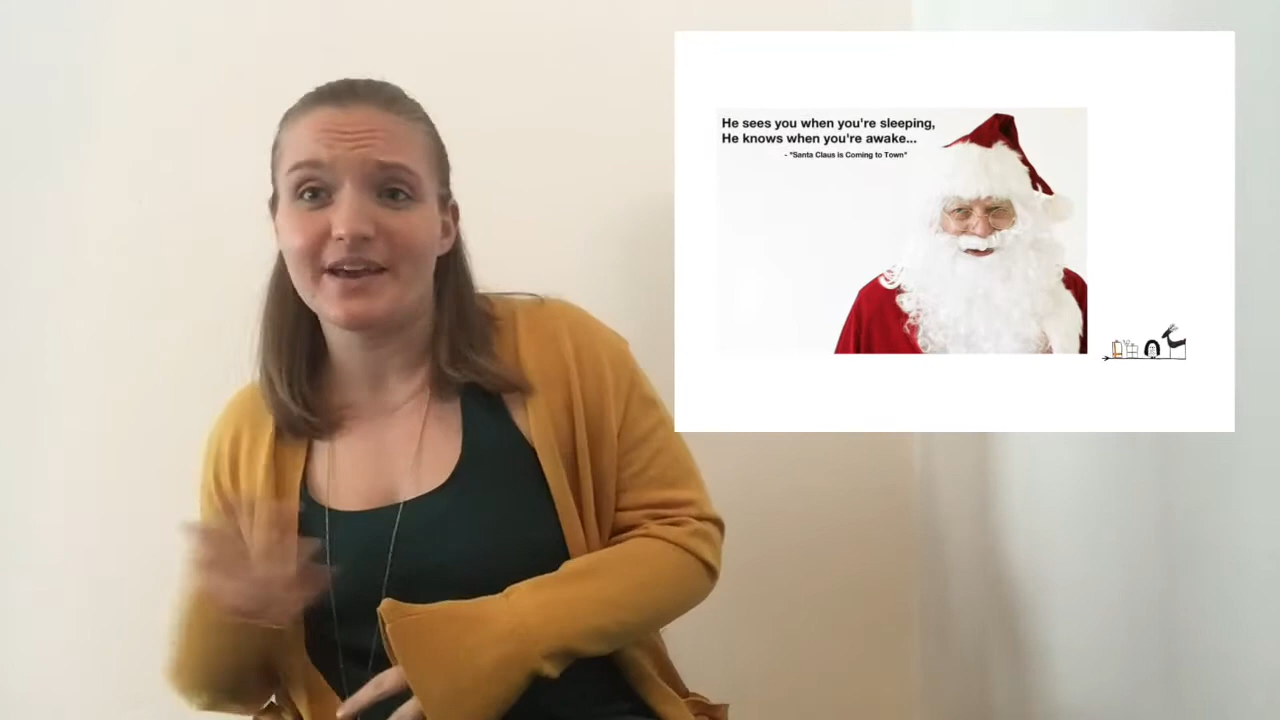 He sees you when you're sleeping,
He knows when you're awake...
- "Santa Claus is Coming to Town"